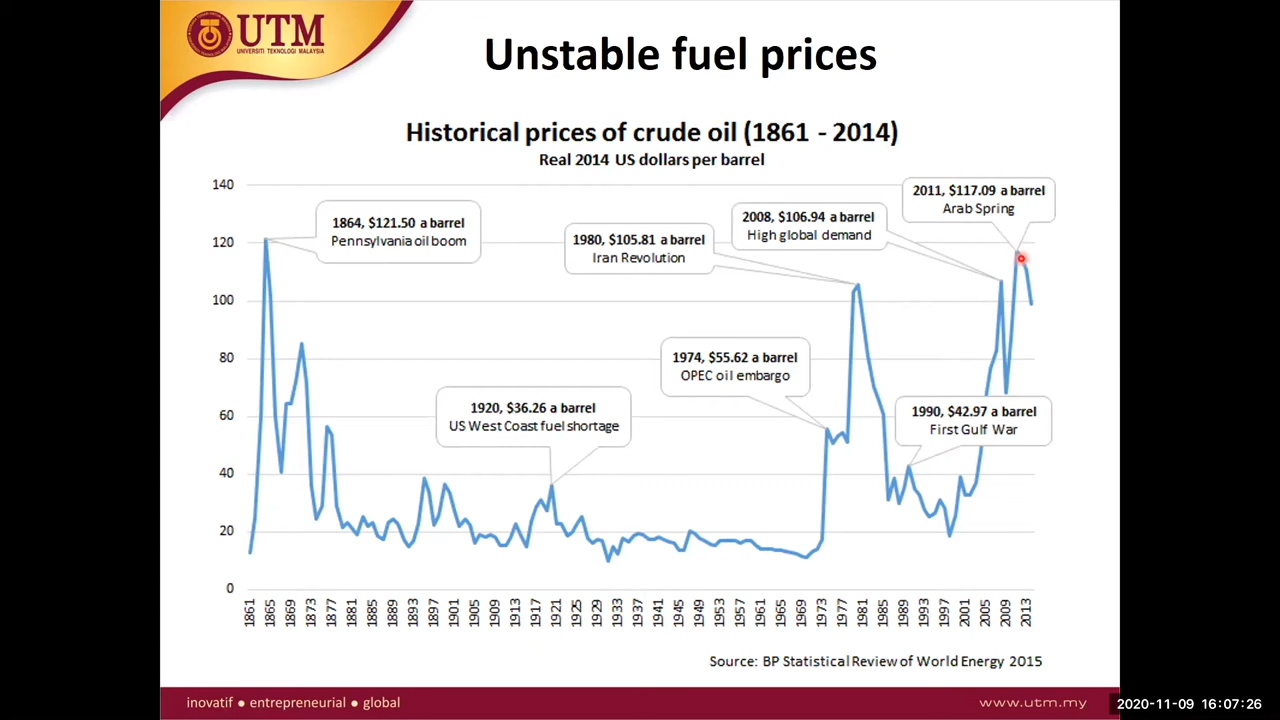 UTM
UNIVERSITI TEKNOLOGI MALAYSIA
Unstable fuel prices
Historical prices of crude oil (1861 - 2014)
Real 2014 US dollars per barrel
140
120
100
80
60
40
20
0
1864, $121.50 a barrel
Pennsylvania oil boom
1920, $36.26 a barrel
US West Coast fuel shortage
1980, $105.81 a barrel
Iran Revolution
1974, $55.62 a barrel
OPEC oil embargo
2008, $106.94 a barrel
High global demand
2011, $117.09 a barrel
Arab Spring
1990, $42.97 a barrel
First Gulf War
1861
1865
1869
1873
1877
1881
1885
1889
1893
1897
1901
1905
1909
1913
1917
1921
1925
1929
1933
1937
1941
1945
1949
1953
1957
1961
1965
1969
1973
1977
1981
1985
1989
1993
1997
2001
2005
2009
2013
Source: BP Statistical Review of World Energy 2015
inovatif ● entrepreneurial ● global
www.utm.my
2020-11-09 16:07:26